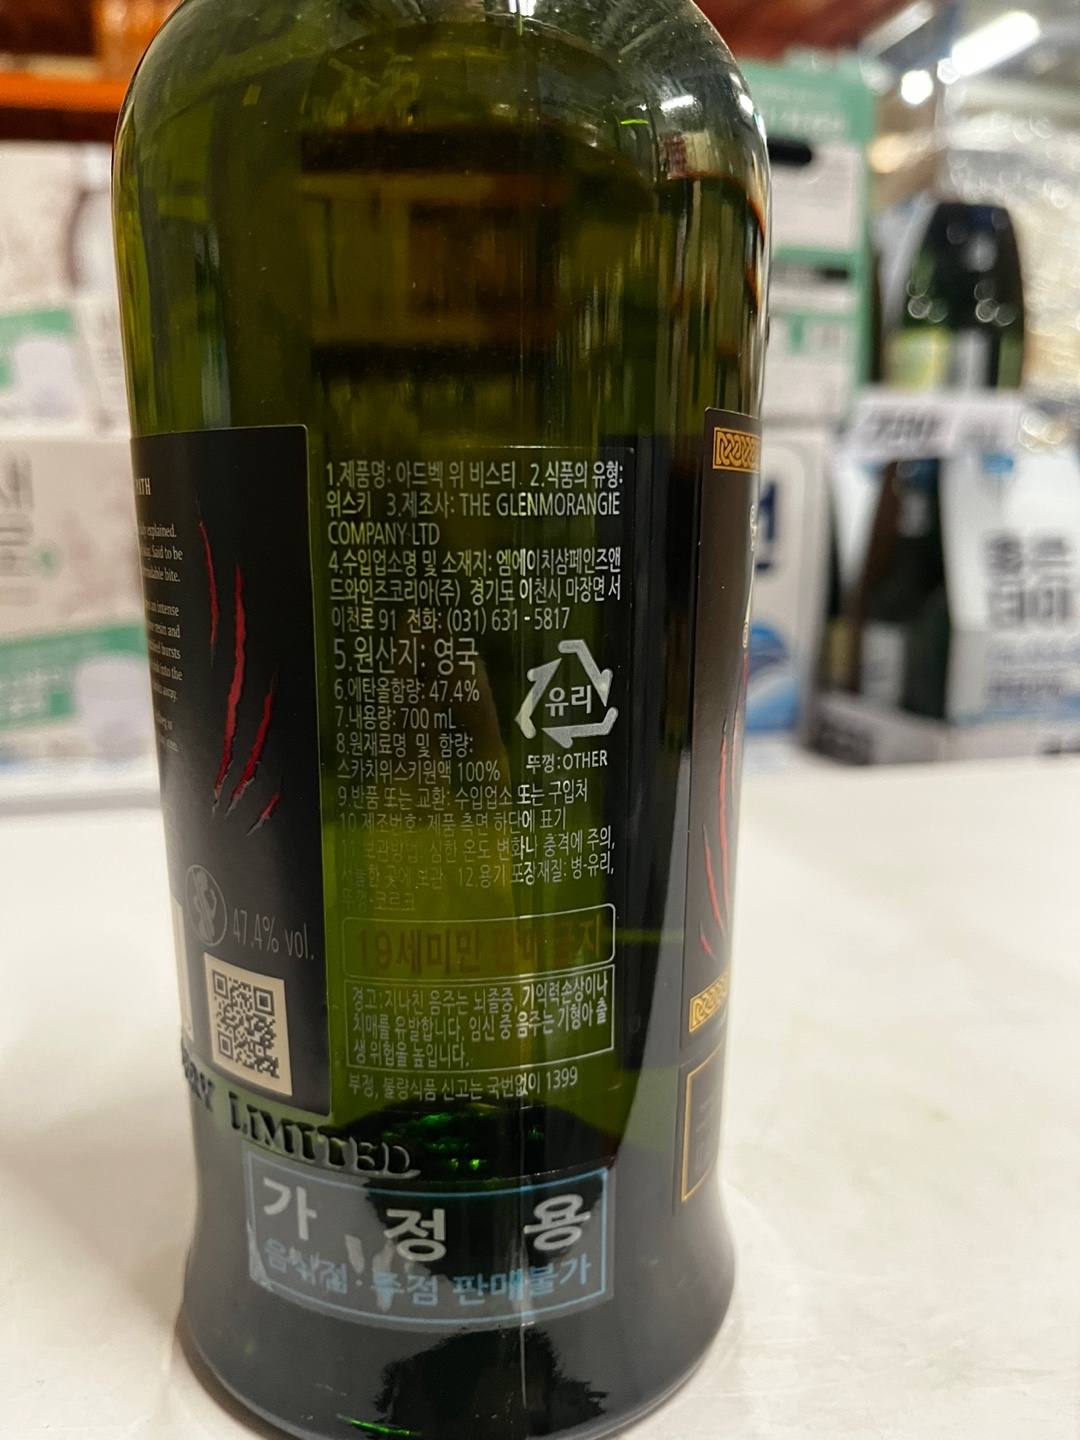 PATH
explained.
Said to be
bite.
an intense
resin and
bursts
into the
away.
47.4% vol.
LIMITED
1.제품명: 아드벡 위 비스티. 2.식품의 유형:
위스키 3.제조사: THE GLENMORANGIE
COMPANY LTD
4.수입업소명 및 소재지: 엠에이치샴페인즈앤
드와인즈코리아(주) 경기도 이천시 마장면 서
이천로 91 전화: (031) 631 - 5817
5.원산지: 영국
6.에탄올함량: 47.4%
7.내용량: 700 mL
8.원재료명 및 함량:
스카치위스키원액 100%
유리
뚜껑:OTHER
9.반품 또는 교환: 수입업소 또는 구입처
10.제조번호: 제품 측면 하단에 표기
11.보관방법: 심한 온도 변화나 충격에 주의,
서늘한 곳에 보관 12.용기 포장재질: 병-유리,
뚜껑-코르크
19세미만 판매금지
경고:지나친 음주는 뇌졸중, 기억력손상이나
치매를 유발합니다. 임신 중 음주는 기형아 출
생 위험을 높입니다.
부정, 불량식품 신고는 국번없이 1399
가 정 용
음식점·주점 판매불가